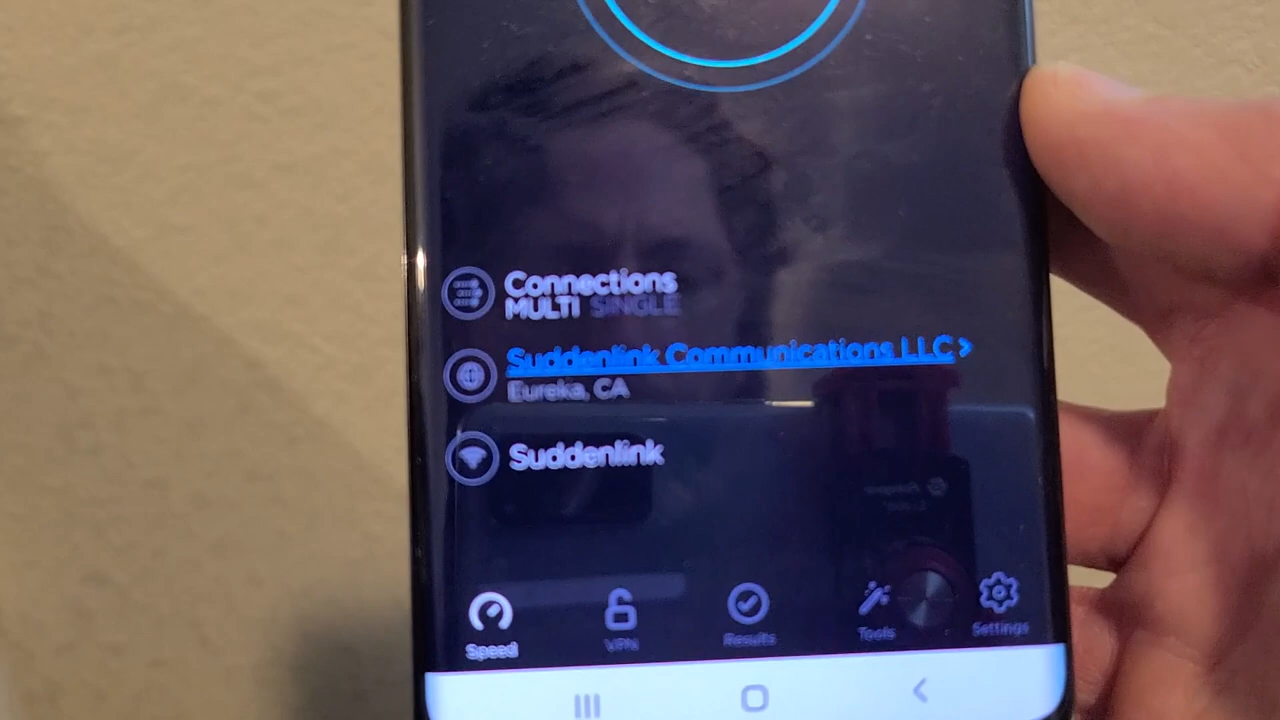 Connections
MULTI SINGLE
Suddenlink Communications LLC >
Eureka, CA
Suddenlink
Speed
VPN
Results
Tools
Settings